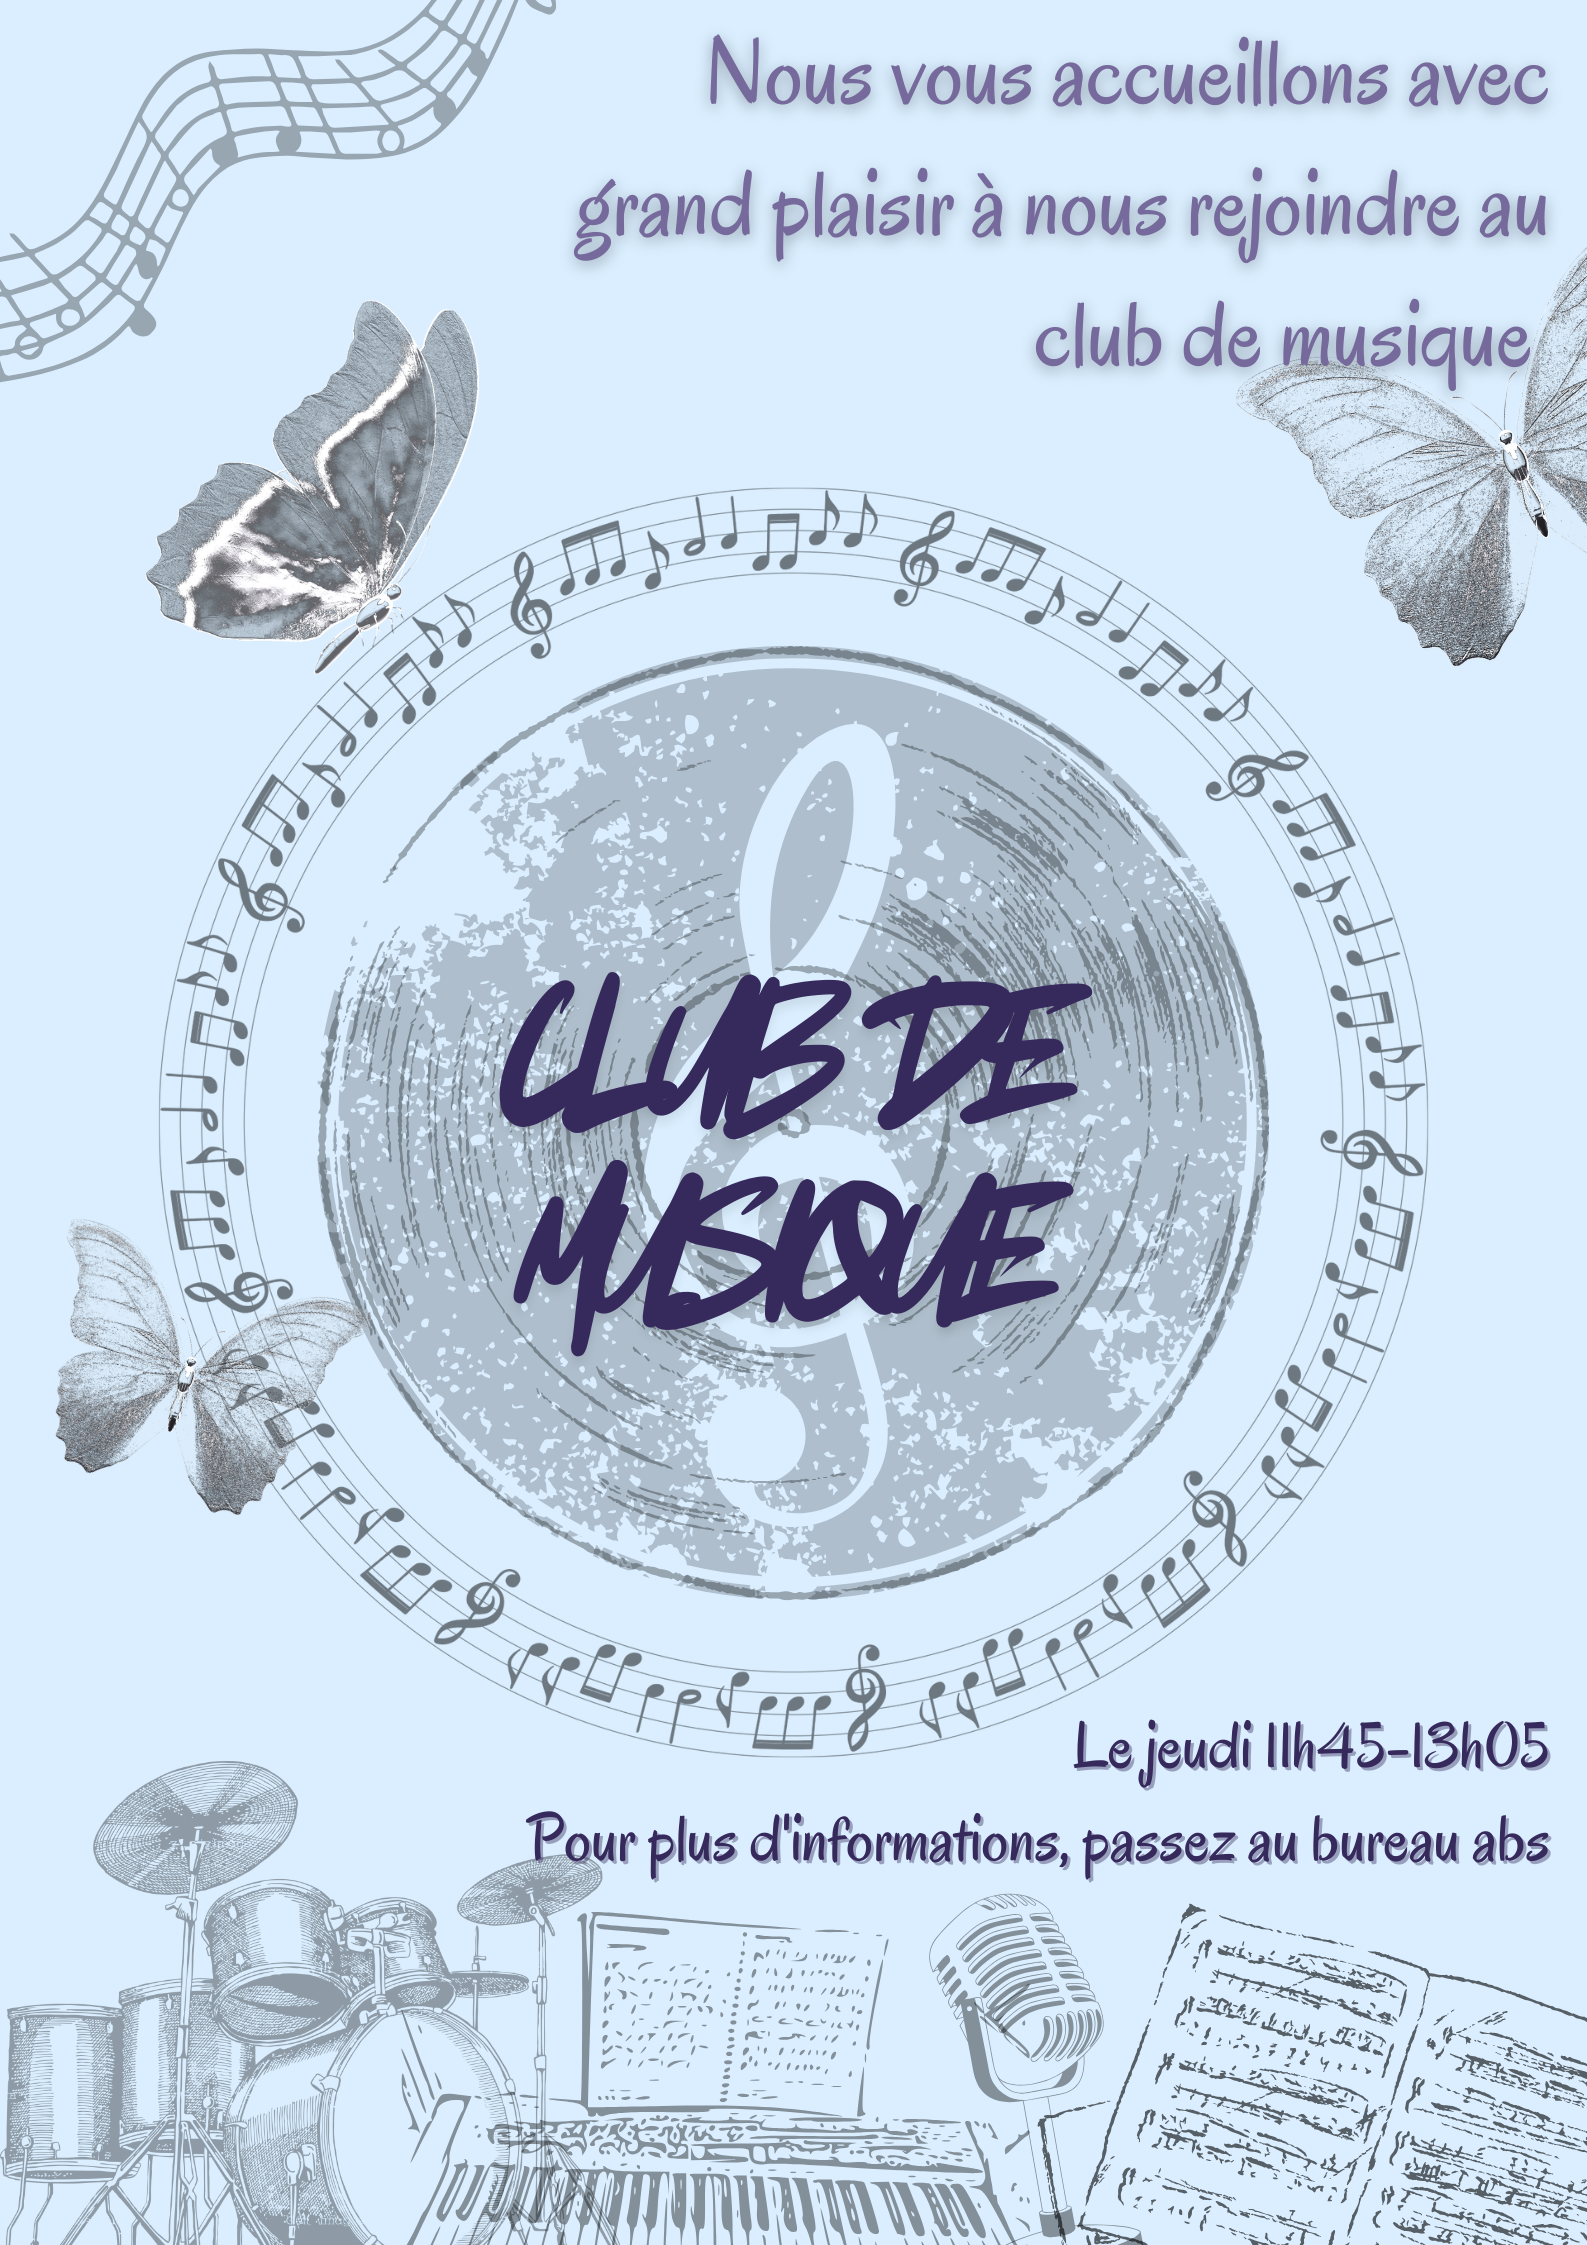 Nous vous accueillons avec
grand plaisir à nous rejoindre au
club de musique
CLUB DE
MUSIQUE
Le jeudi 11h45-13h05
Pour plus d'informations, passez au bureau abs